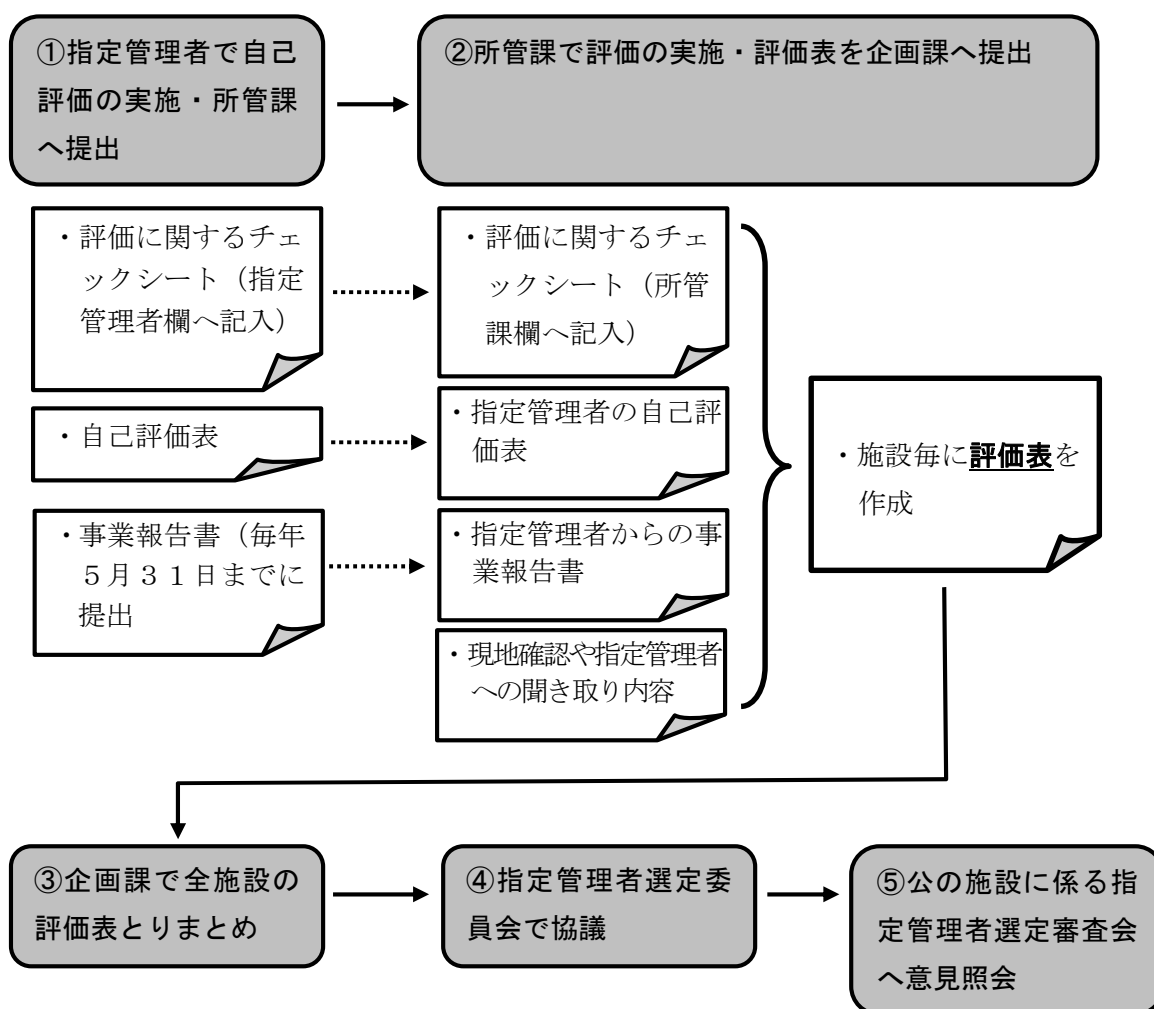 ①指定管理者で自己
評価の実施・所管課
へ提出
②所管課で評価の実施・評価表を企画課へ提出
・評価に関するチェ
ックシート（指定
管理者欄へ記入）
・評価に関するチェ
ックシート（所管
課欄へ記入）
・自己評価表
・指定管理者の自己評
価表
・事業報告書（毎年
５月３１日までに
提出
・指定管理者からの事
業報告書
・現地確認や指定管理者
への聞き取り内容
・施設毎に評価表を
作成
③企画課で全施設の
評価表とりまとめ
④指定管理者選定委
員会で協議
⑤公の施設に係る指
定管理者選定審査会
へ意見照会